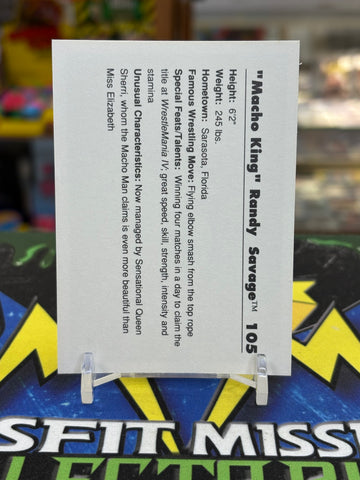 "Macho King" Randy Savage™ 105
Height: 6'2"
Weight: 245 lbs.
Hometown: Sarasota, Florida
Famous Wrestling Move: Flying elbow smash from the top rope
Special Feats/Talents: Winning four matches in a day to claim the
title at WrestleMania IV; great speed, skill, strength, intensity and
stamina
Unusual Characteristics: Now managed by Sensational Queen
Sherri, whom the Macho Man claims is even more beautiful than
Miss Elizabeth
SFIT MISS
LECTOR